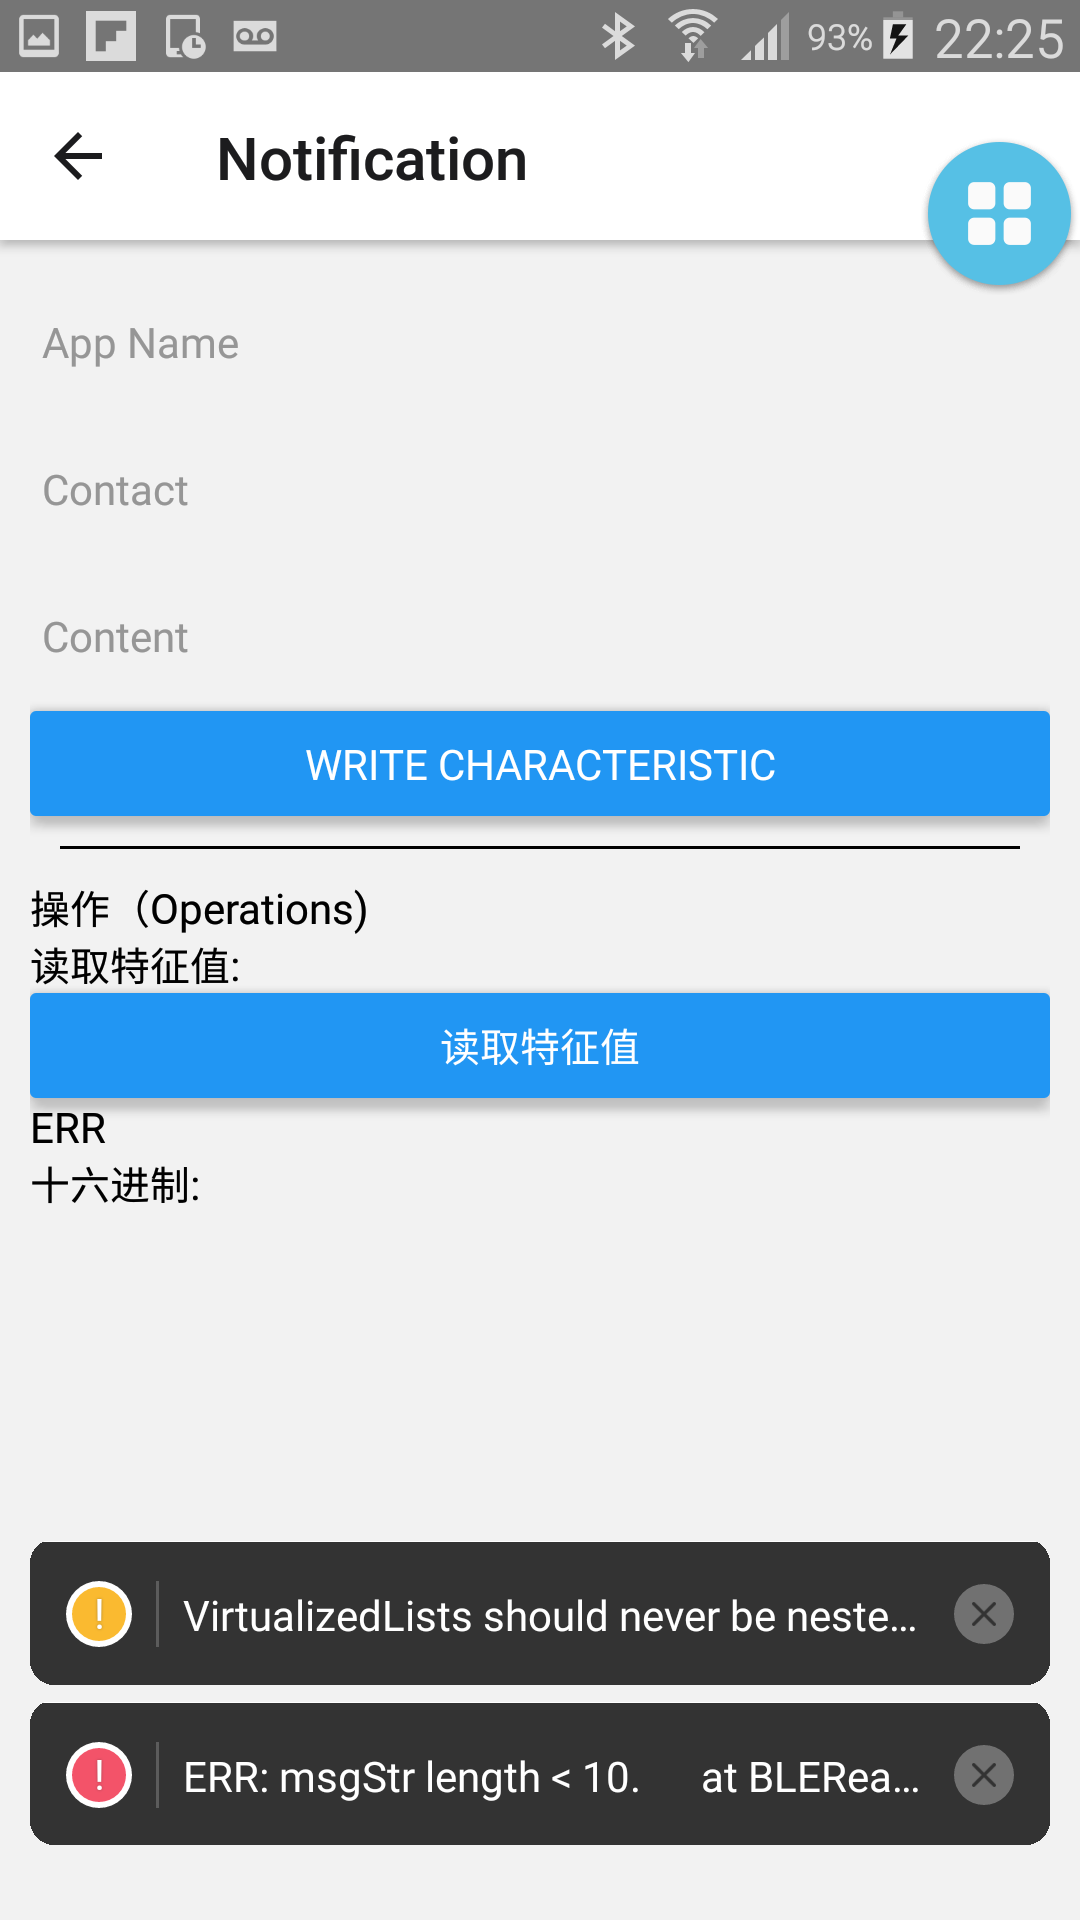 93% 22:25
Notification
App Name
Contact
Content
WRITE CHARACTERISTIC
操作（Operations)
读取特征值:
读取特征值
ERR
十六进制:
! VirtualizedLists should never be neste...
! ERR: msgStr length < 10. at BLERea...